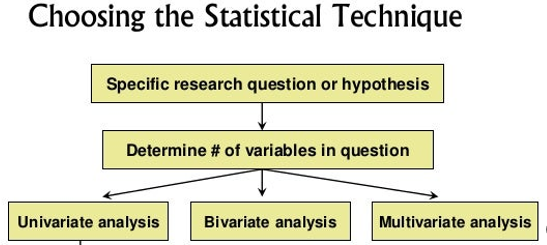 Choosing the Statistical Technique
Specific research question or hypothesis
Determine # of variables in question
Univariate analysis
Bivariate analysis
Multivariate analysis